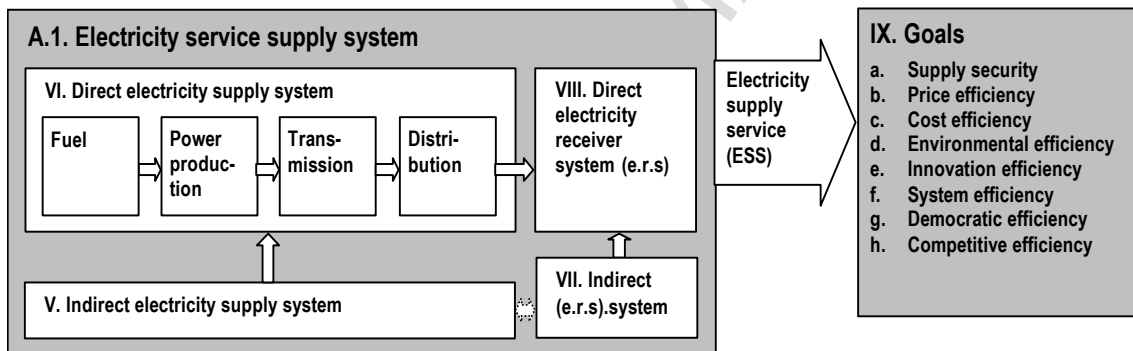 A.1. Electricity service supply system
VI. Direct electricity supply system
Fuel
Power
produc-
tion
Trans-
mission
Distri-
bution
VIII. Direct
electricity
receiver
system (e.r.s)
V. Indirect electricity supply system
VII. Indirect
(e.r.s).system
Electricity
supply
service
(ESS)
IX. Goals
a. Supply security
b. Price efficiency
c. Cost efficiency
d. Environmental efficiency
e. Innovation efficiency
f. System efficiency
g. Democratic efficiency
h. Competitive efficiency